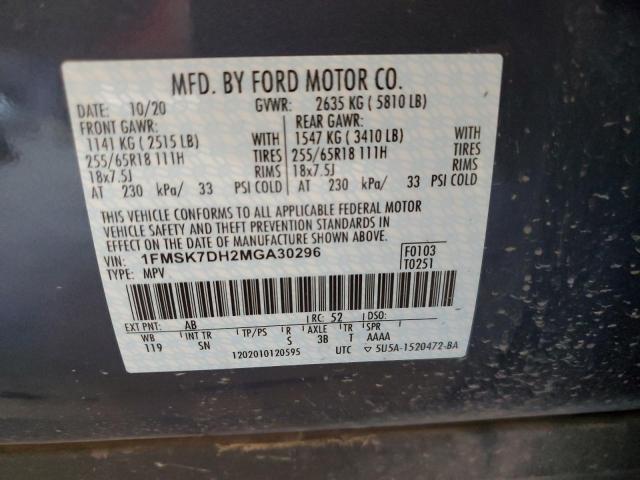 MFD. BY FORD MOTOR CO.
DATE: 10/20 GVWR: 2635 KG ( 5810 LB)
FRONT GAWR: REAR GAWR:
1141 KG ( 2515 LB) WITH 1547 KG ( 3410 LB) WITH
255/65R18 111H TIRES 255/65R18 111H TIRES
18x7.5J RIMS 18x7.5J RIMS
AT 230 kPa/ 33 PSI COLD AT 230 kPa/ 33 PSI COLD
THIS VEHICLE CONFORMS TO ALL APPLICABLE FEDERAL MOTOR
VEHICLE SAFETY AND THEFT PREVENTION STANDARDS IN
EFFECT ON THE DATE OF MANUFACTURE SHOWN ABOVE.
VIN: 1FMSK7DH2MGA30296 F0103
TYPE: MPV T0251
EXT PNT: AB RC: 52 DSO:
WB INT TR TP/PS R AXLE TR SPR
119 SN S 3B T AAAA
1202010120595 UTC ▽ 5U5A-1520472-BA